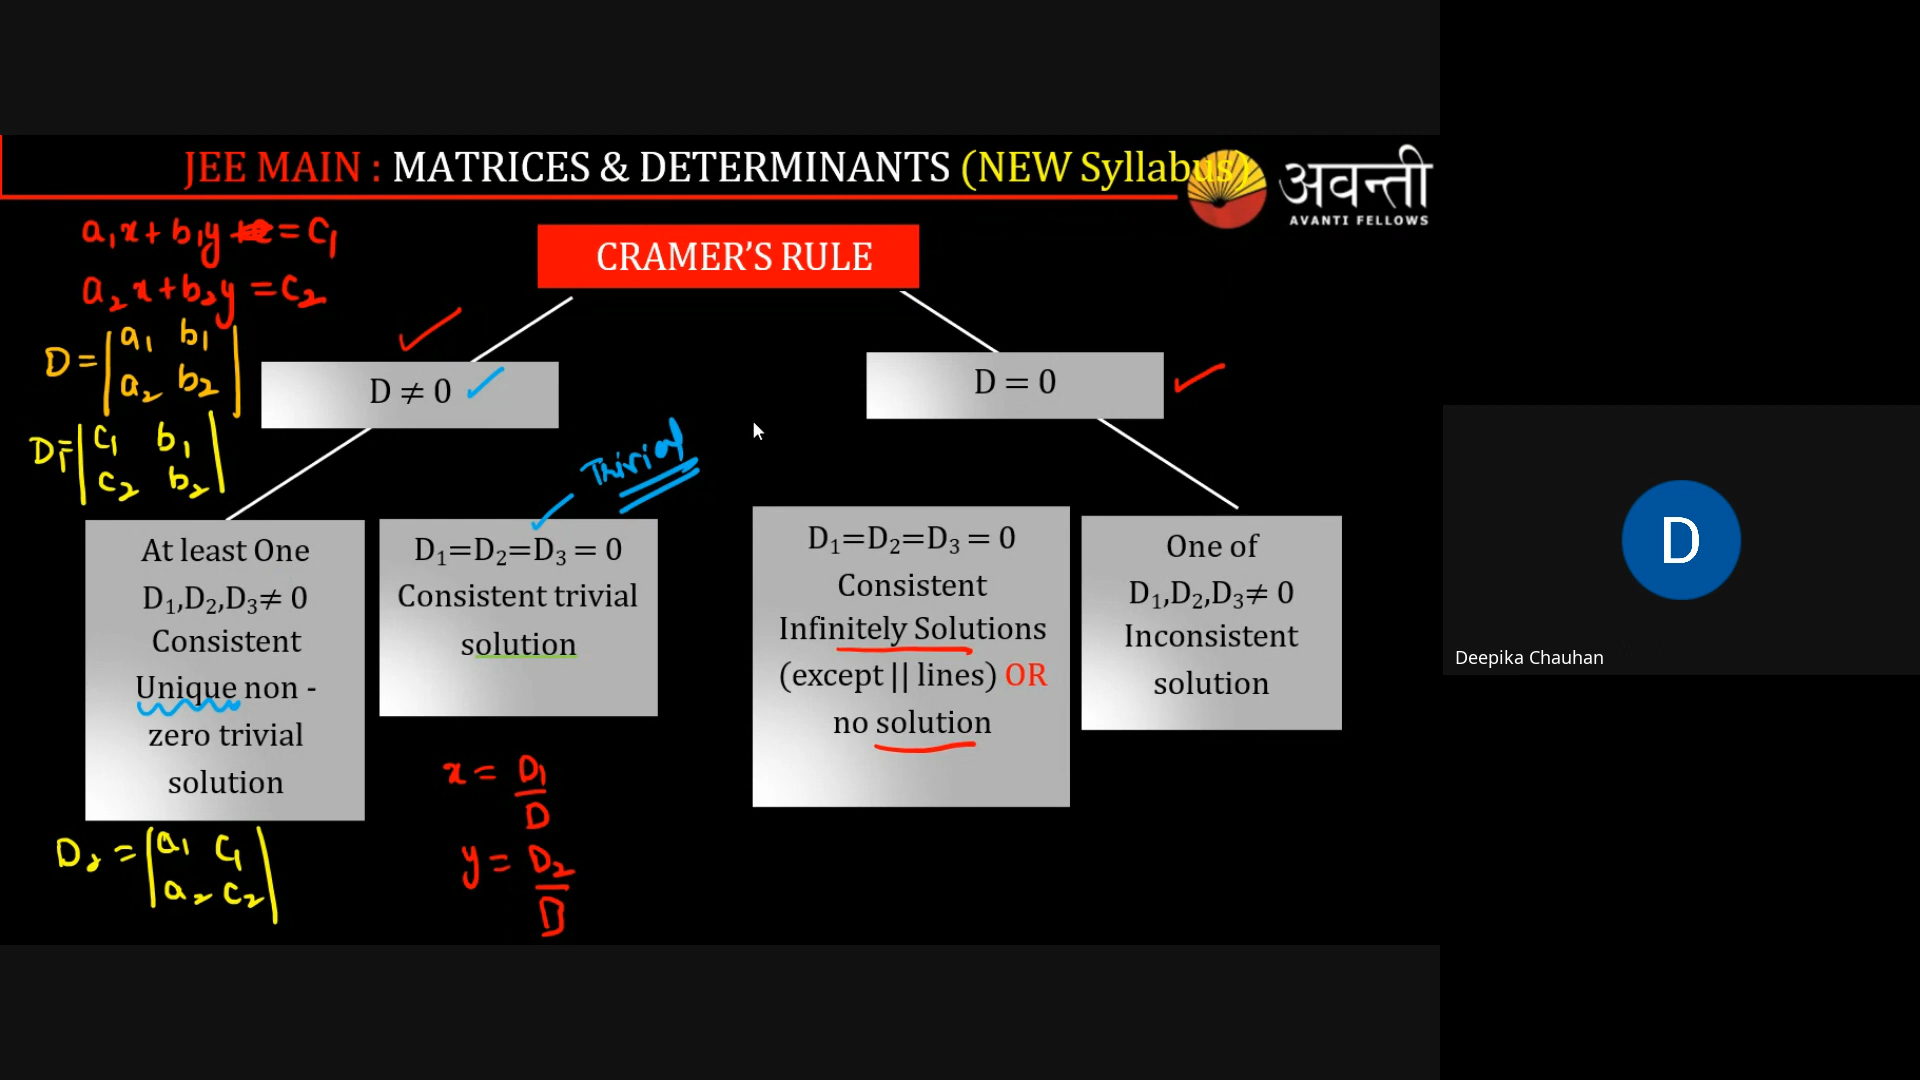 JEE MAIN : MATRICES & DETERMINANTS (NEW Syllabus)
अवन्ती
AVANTI FELLOWS
a₁x + b₁y = c₁
a₂x + b₂y = c₂
D = | a₁ b₁ |
| a₂ b₂ |
D₁ = | c₁ b₁ |
| c₂ b₂ |
CRAMER'S RULE
D ≠ 0
D = 0
Trivial
At least One
D₁,D₂,D₃≠ 0
Consistent
Unique non -
zero trivial
solution
D₁=D₂=D₃ = 0
Consistent trivial
solution
D₁=D₂=D₃ = 0
Consistent
Infinitely Solutions
(except || lines) OR
no solution
One of
D₁,D₂,D₃≠ 0
Inconsistent
solution
D₂ = | a₁ c₁ |
| a₂ c₂ |
x = D₁
D
y = D₂
D
D
Deepika Chauhan